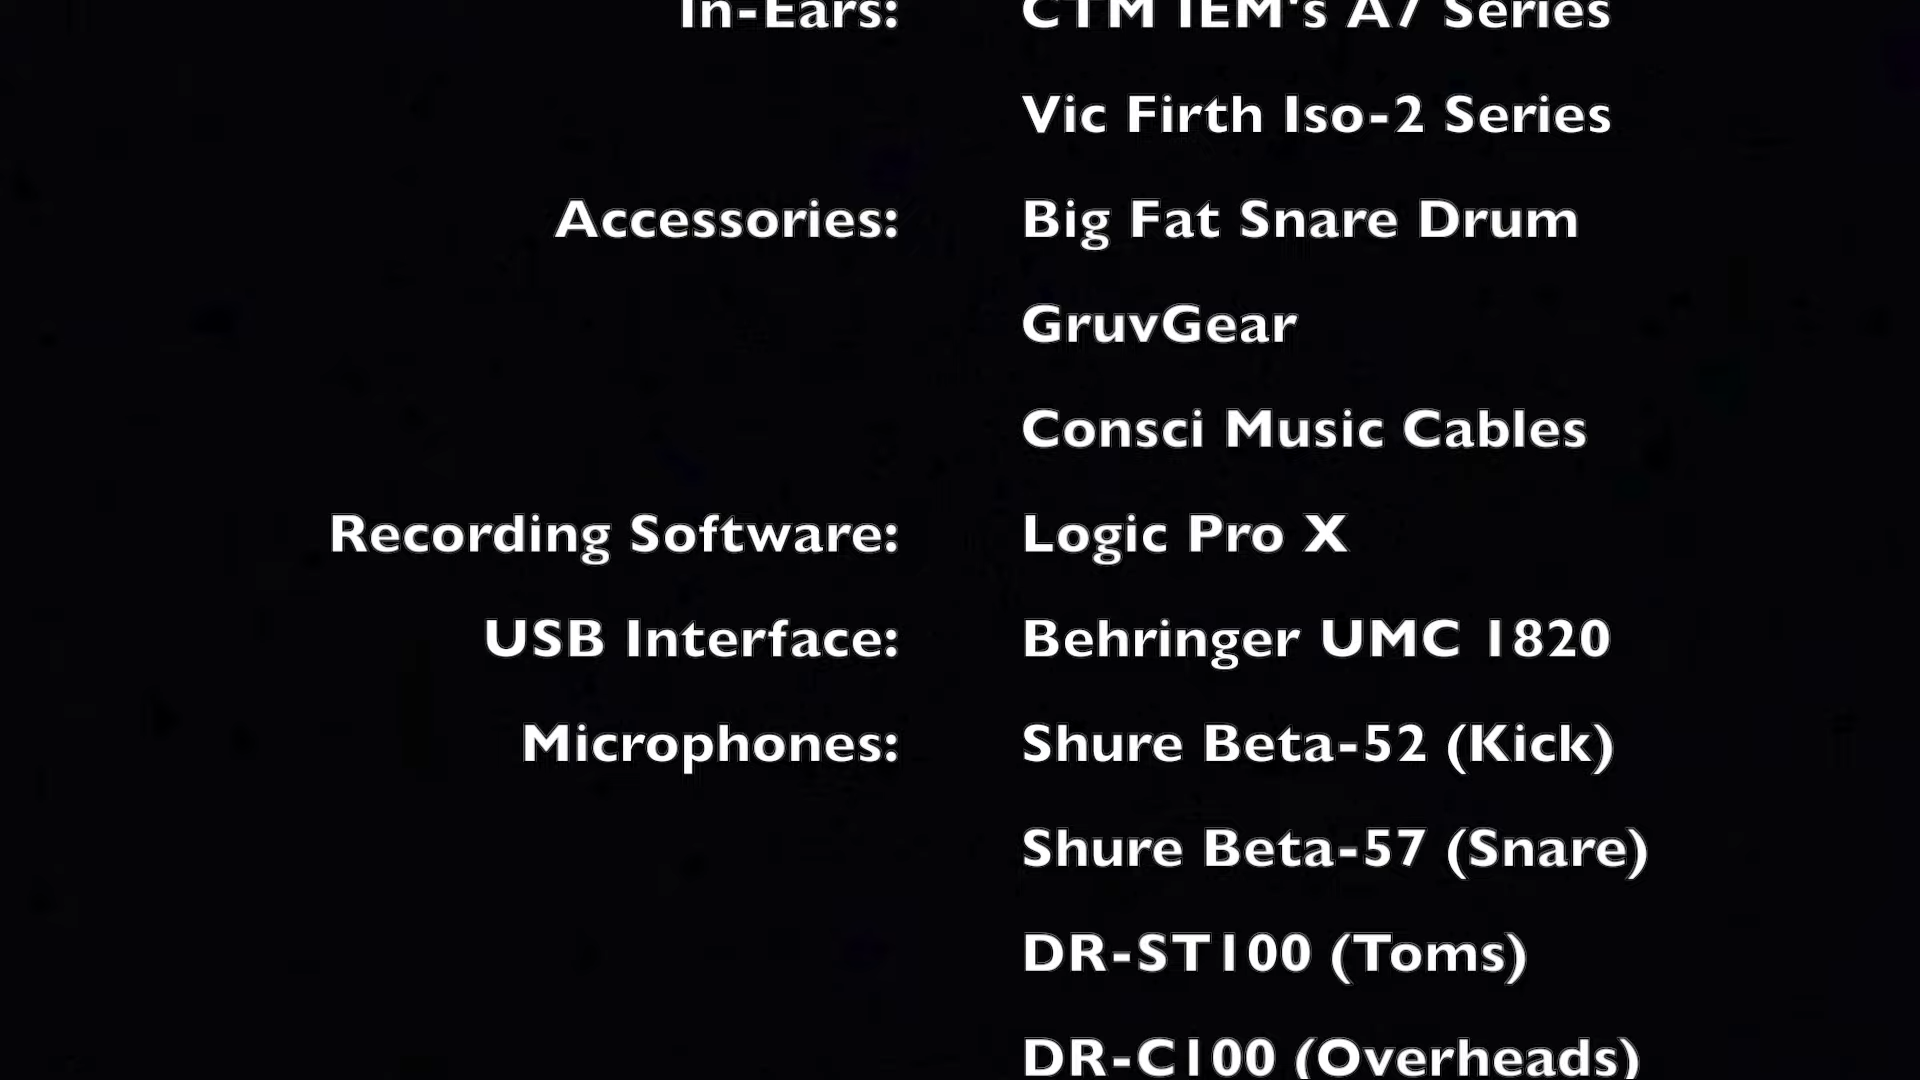 In-Ears: CTM IEM's A7 Series
Vic Firth Iso-2 Series
Accessories: Big Fat Snare Drum
GruvGear
Consci Music Cables
Recording Software: Logic Pro X
USB Interface: Behringer UMC 1820
Microphones: Shure Beta-52 (Kick)
Shure Beta-57 (Snare)
DR-ST100 (Toms)
DR-C100 (Overheads)